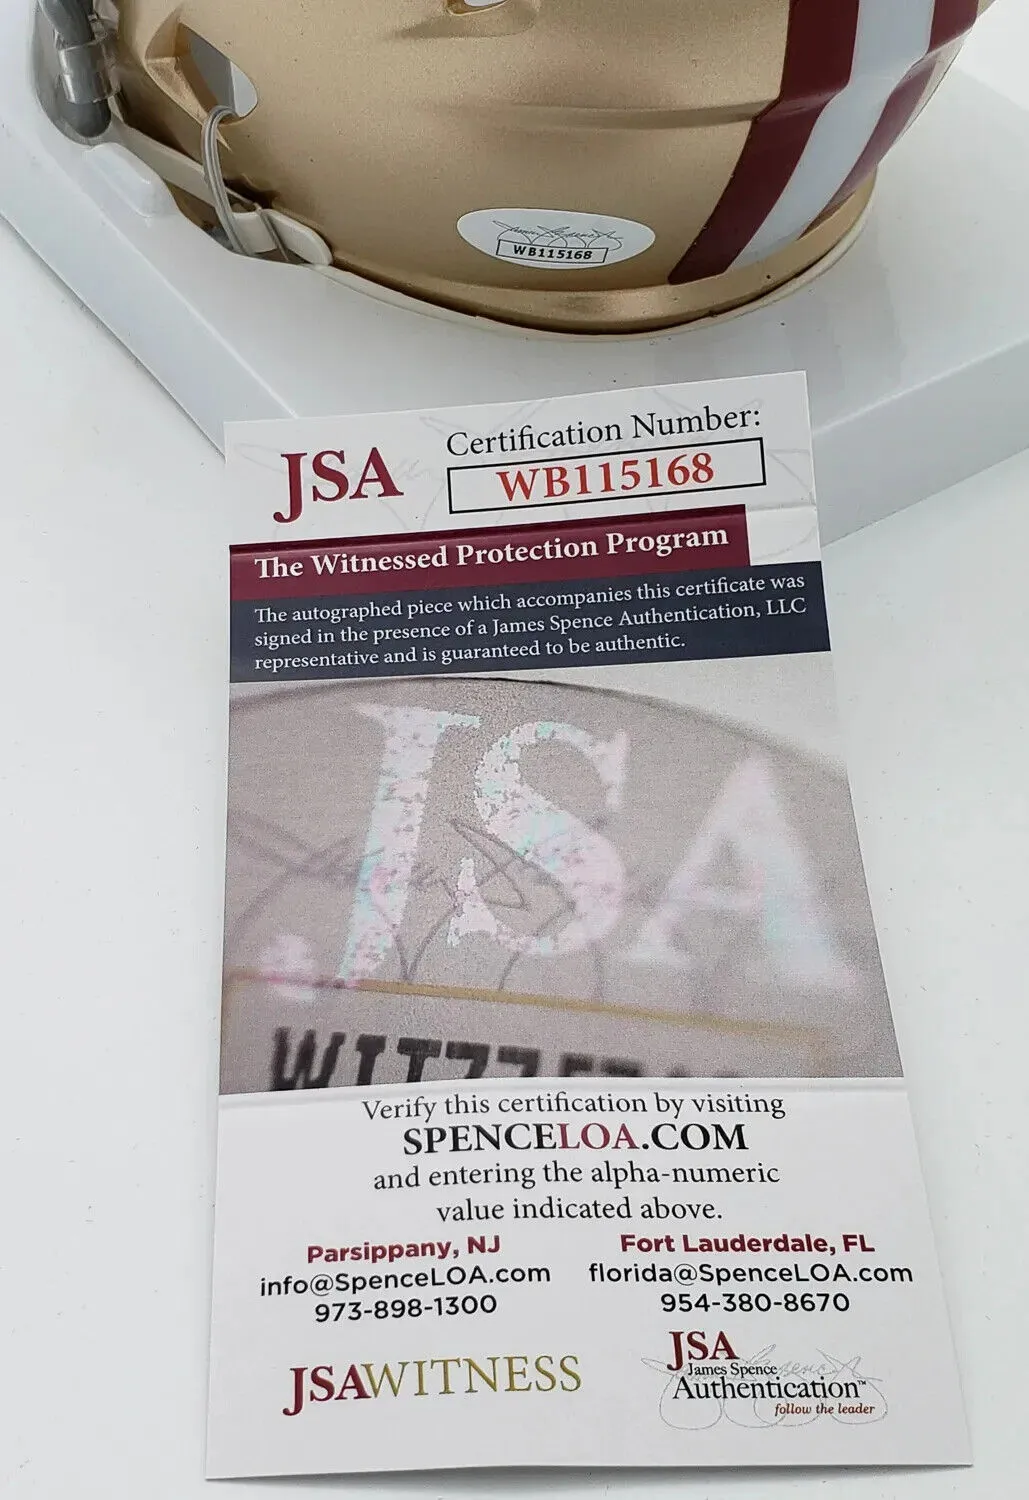 WB115168
JSA
Certification Number:
WB115168
The Witnessed Protection Program
The autographed piece which accompanies this certificate was
signed in the presence of a James Spence Authentication, LLC
representative and is guaranteed to be authentic.
JSA
Verify this certification by visiting
SPENCELOA.COM
and entering the alpha-numeric
value indicated above.
Parsippany, NJ
info@SpenceLOA.com
973-898-1300
Fort Lauderdale, FL
florida@SpenceLOA.com
954-380-8670
JSAWITNESS
JSA
James Spence
Authentication™
follow the leader